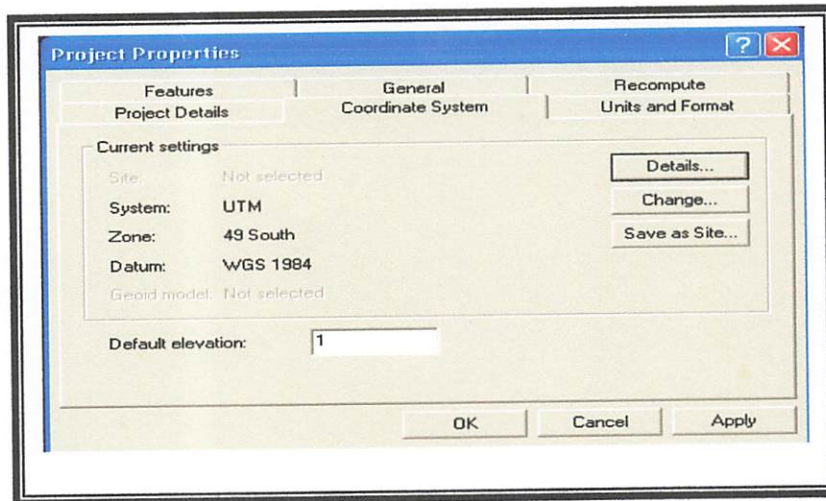 Project Properties
Features General Recompute
Project Details Coordinate System Units and Format
Current settings
Site: Not selected
Details...
System: UTM
Change...
Zone: 49 South
Save as Site...
Datum: WGS 1984
Geoid model: Not selected
Default elevation: 1
OK Cancel Apply